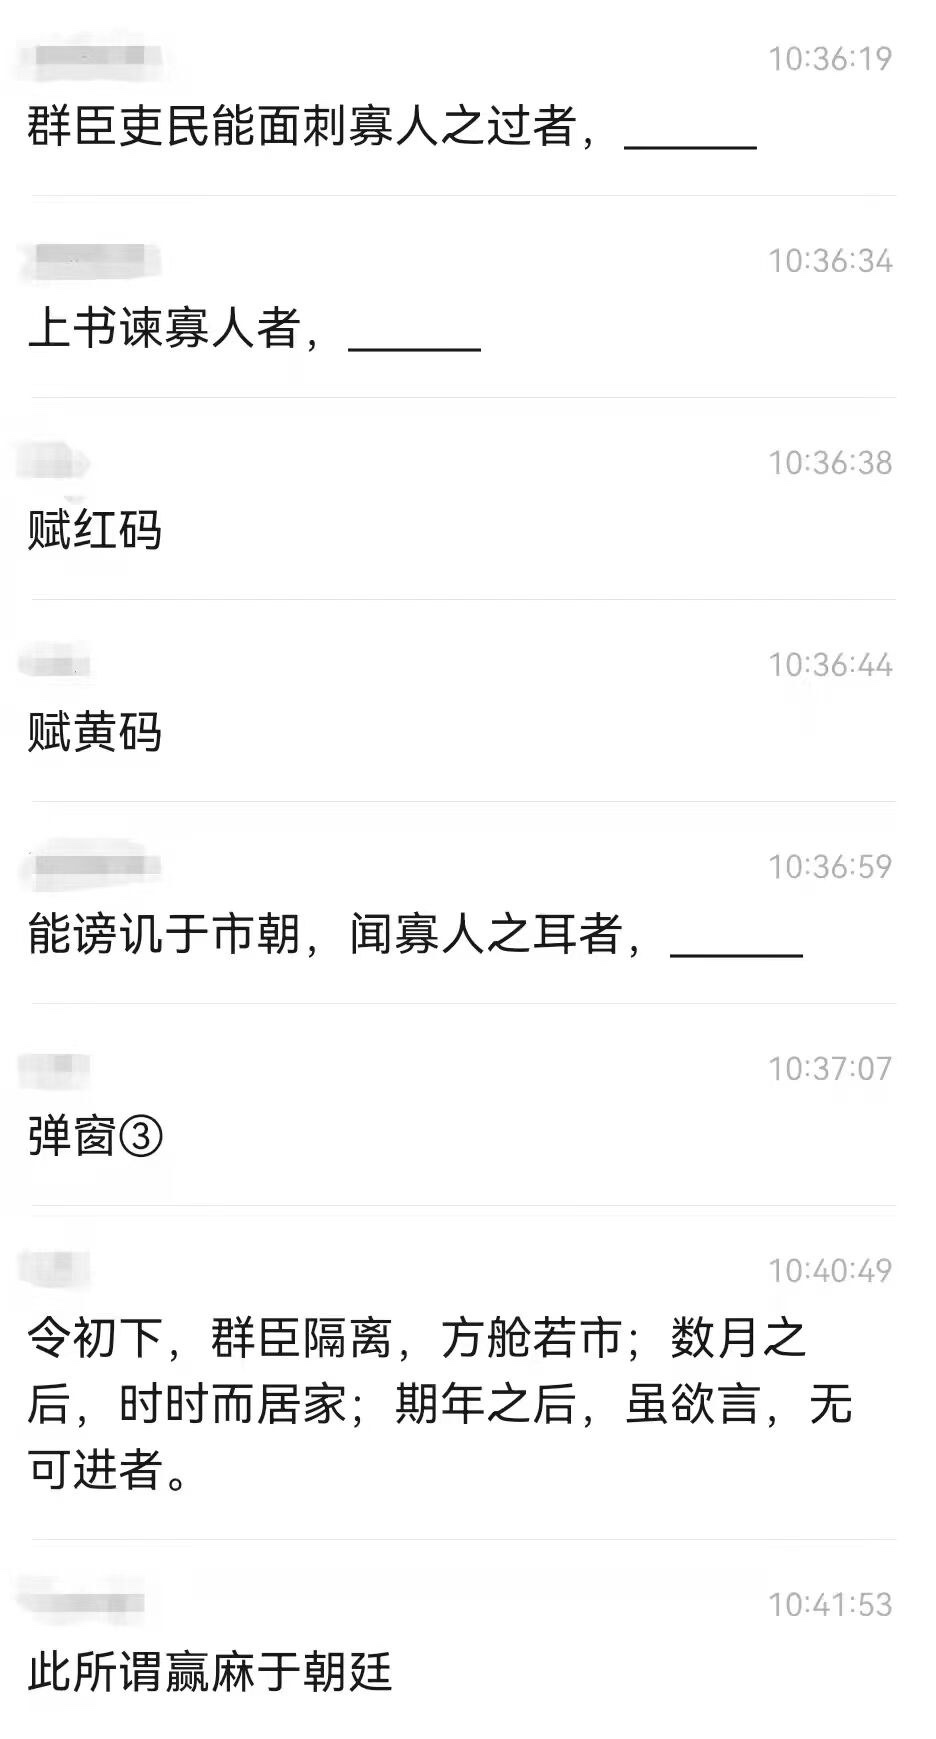 10:36:19
群臣吏民能面刺寡人之过者，______
10:36:34
上书谏寡人者，______
10:36:38
赋红码
10:36:44
赋黄码
10:36:59
能谤讥于市朝，闻寡人之耳者，______
10:37:07
弹窗③
10:40:49
令初下，群臣隔离，方舱若市；数月之
后，时时而居家；期年之后，虽欲言，无
可进者。
10:41:53
此所谓赢麻于朝廷